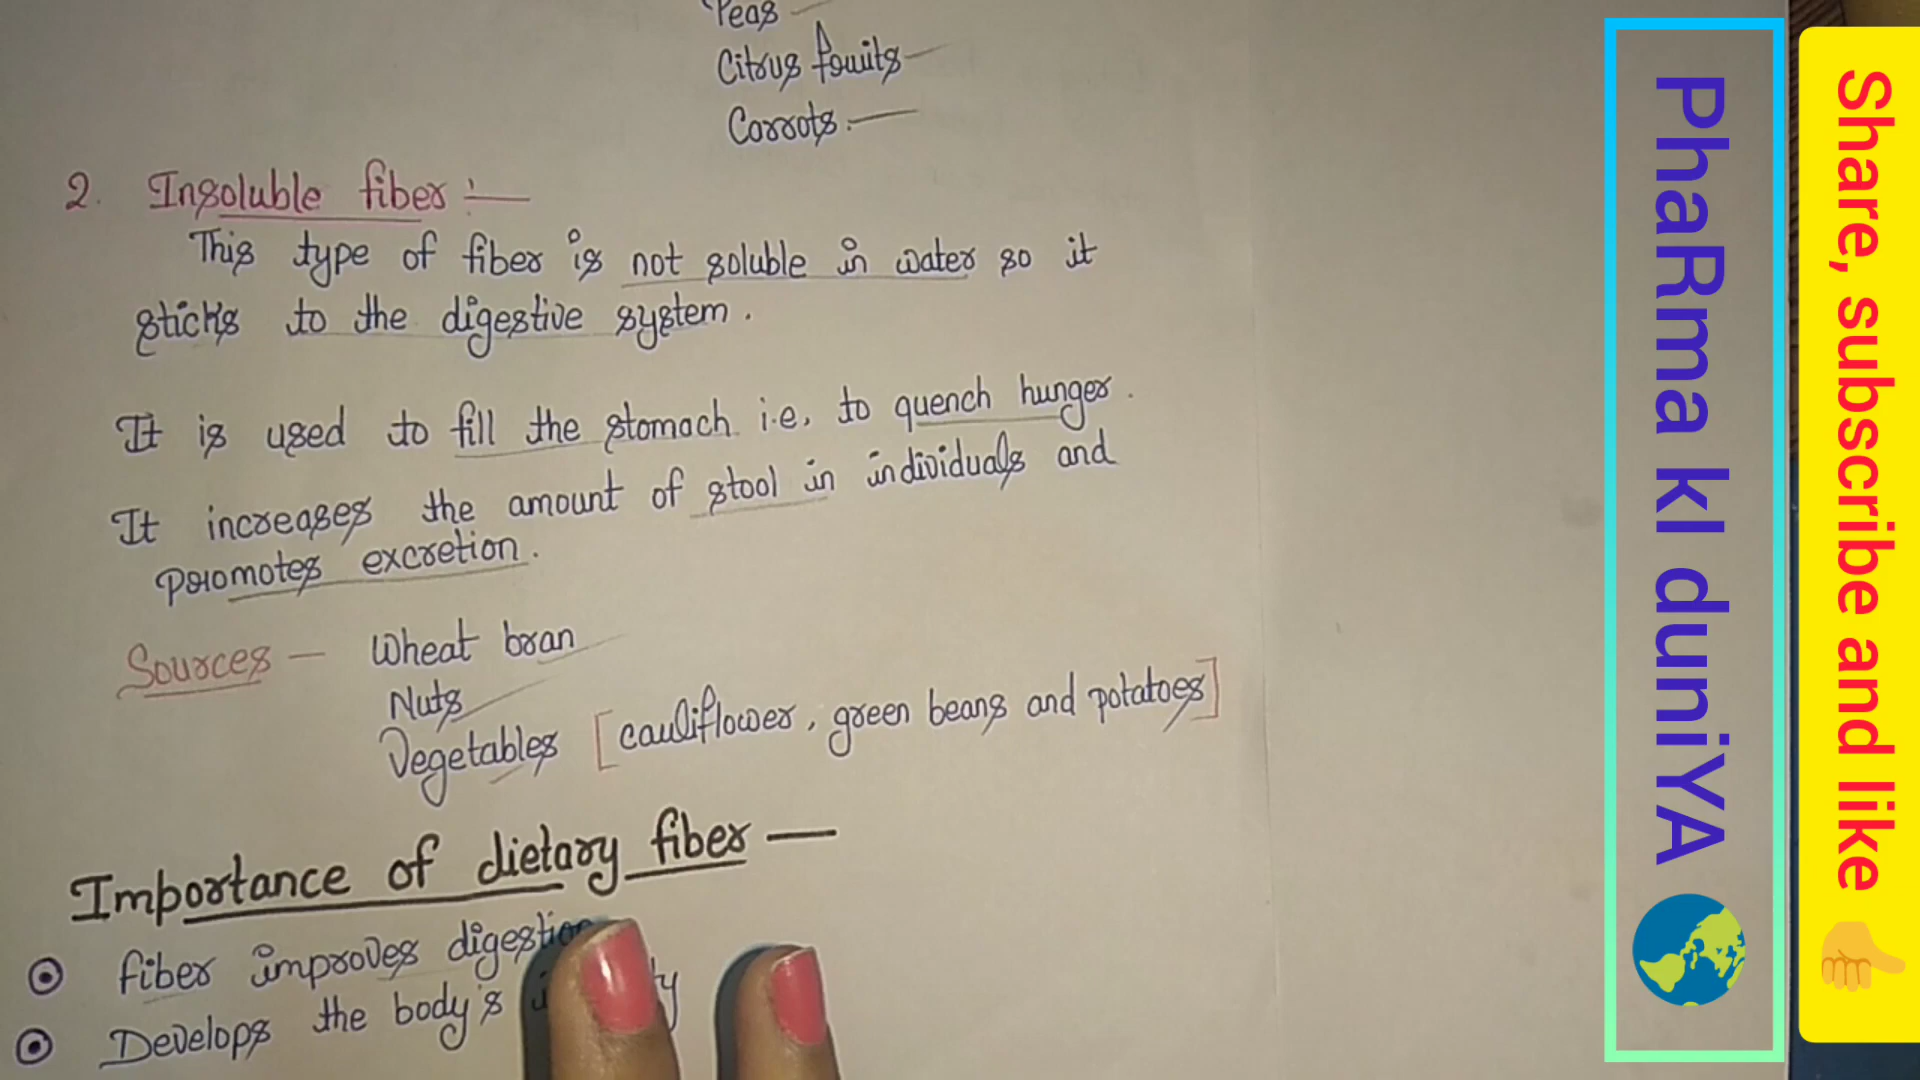 Peas
Citrus fruits
Carrots.
2. Insoluble fiber :-
This type of fiber is not soluble in water so it
sticks to the digestive system.
It is used to fill the stomach i.e. to quench hunger.
It increases the amount of stool in individuals and
promotes excretion.
Sources - Wheat bran
Nuts
Vegetables [cauliflower, green beans and potatoes]
Importance of dietary fiber -
fiber improves digestion
Develops the body's
PhaRma kI duniYA
Share, subscribe and like